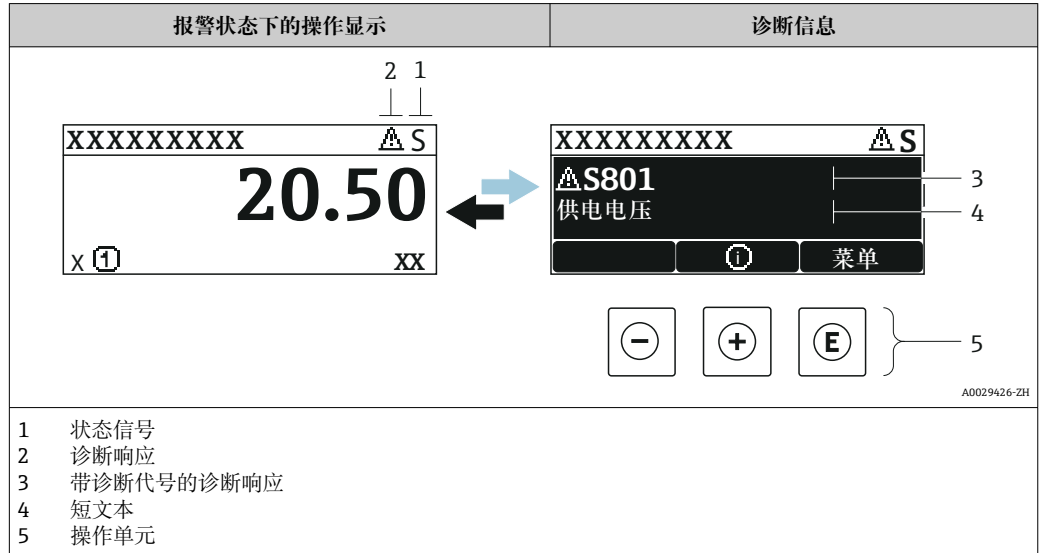 报警状态下的操作显示
诊断信息
2 1
XXXXXXXXX ⚠ S
20.50
X ① XX
XXXXXXXXX ⚠ S
⚠S801
供电电压
ⓘ 菜单
3
4
- + E
5
A0029426-ZH
1 状态信号
2 诊断响应
3 带诊断代号的诊断响应
4 短文本
5 操作单元